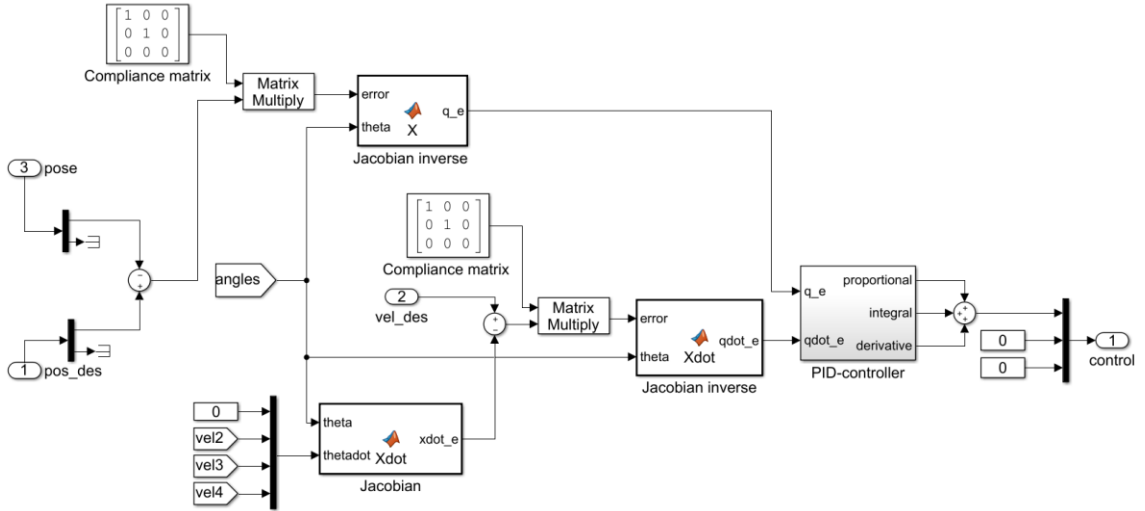 1 0 0
0 1 0
0 0 0
Compliance matrix
Matrix
Multiply
error
theta
X
q_e
Jacobian inverse
3
pose
−
+
1
pos_des
angles
1 0 0
0 1 0
0 0 0
Compliance matrix
2
vel_des
+
−
Matrix
Multiply
error
theta
Xdot
qdot_e
Jacobian inverse
0
vel2
vel3
vel4
theta
thetadot
Xdot
xdot_e
Jacobian
q_e
qdot_e
proportional
integral
derivative
PID-controller
+
+
+
0
0
1
control